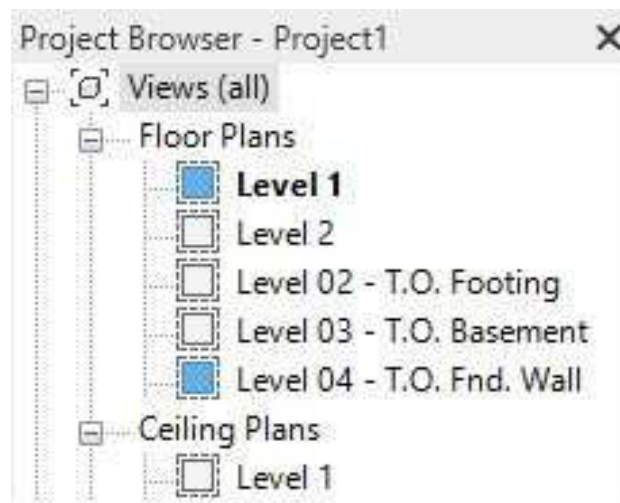 Project Browser - Project1
Views (all)
Floor Plans
Level 1
Level 2
Level 02 - T.O. Footing
Level 03 - T.O. Basement
Level 04 - T.O. Fnd. Wall
Ceiling Plans
Level 1